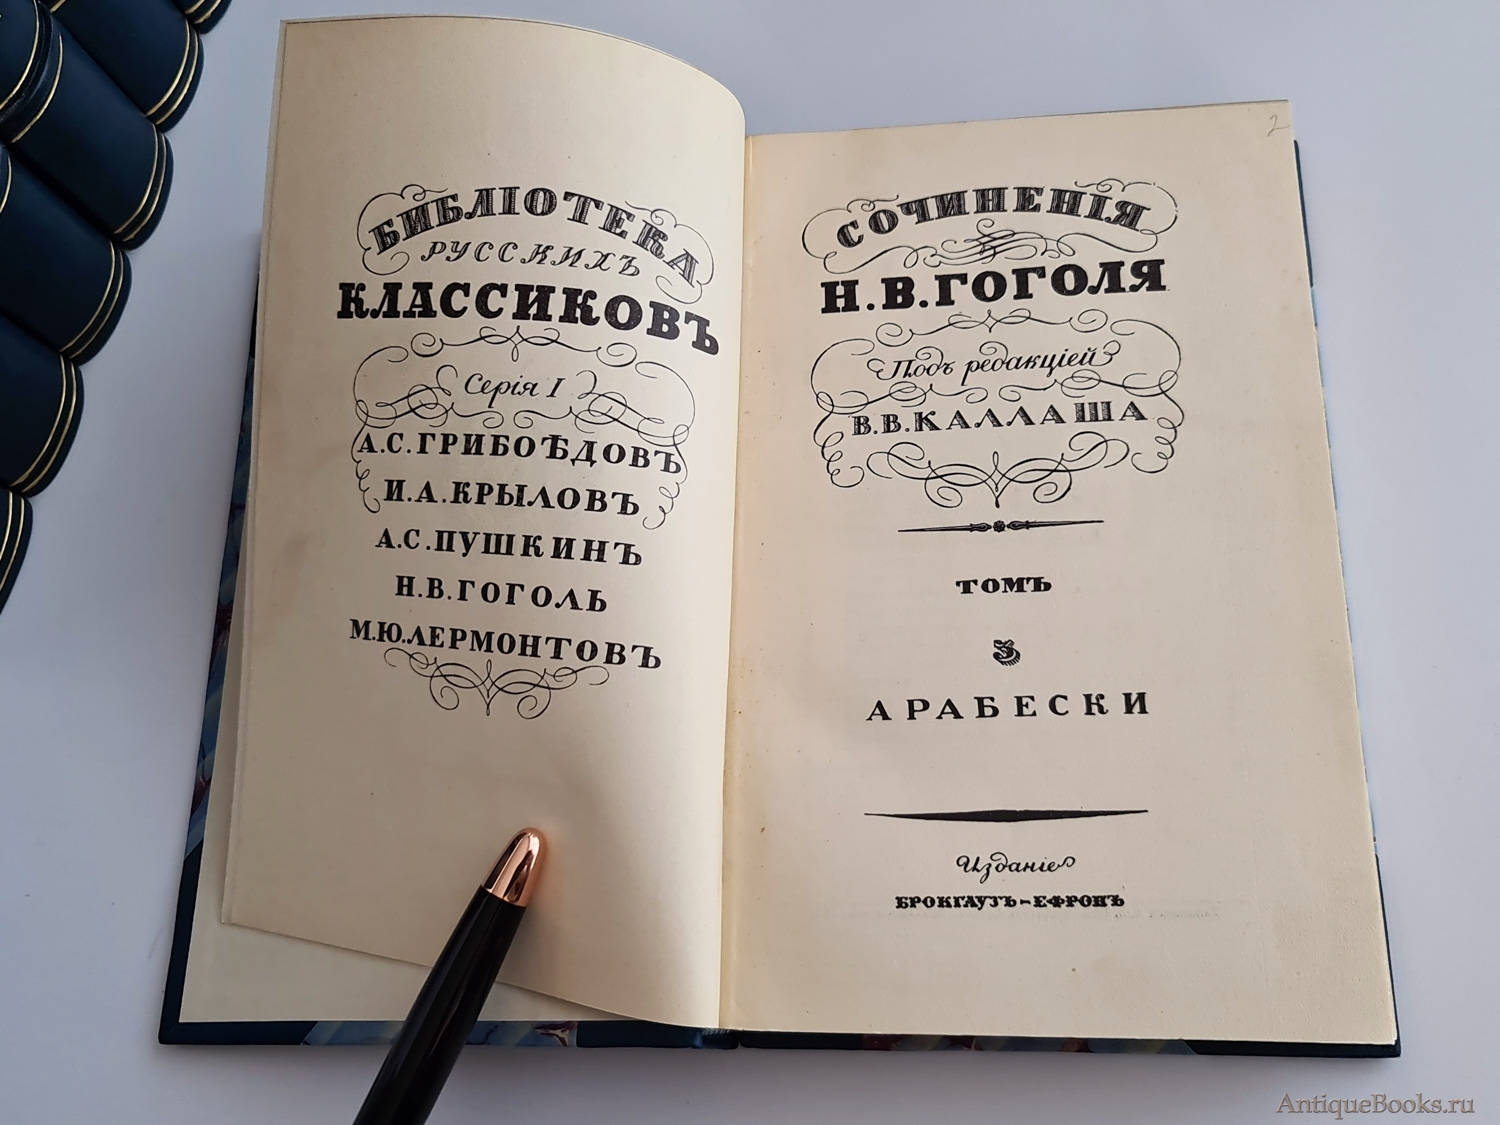 БИБЛІОТЕКА
РУССКИХЪ
КЛАССИКОВЪ
Серія I
А.С.ГРИБОѢДОВЪ
И.А.КРЫЛОВЪ
А.С.ПУШКИНЪ
Н.В.ГОГОЛЬ
М.Ю.ЛЕРМОНТОВЪ
2
СОЧИНЕНІЯ
Н.В.ГОГОЛЯ
Подъ редакціей
В.В.КАЛЛАША
ТОМЪ
3
АРАБЕСКИ
Изданіе
БРОКГАУЗЪ-ЕФРОНЪ
AntiqueBooks.ru